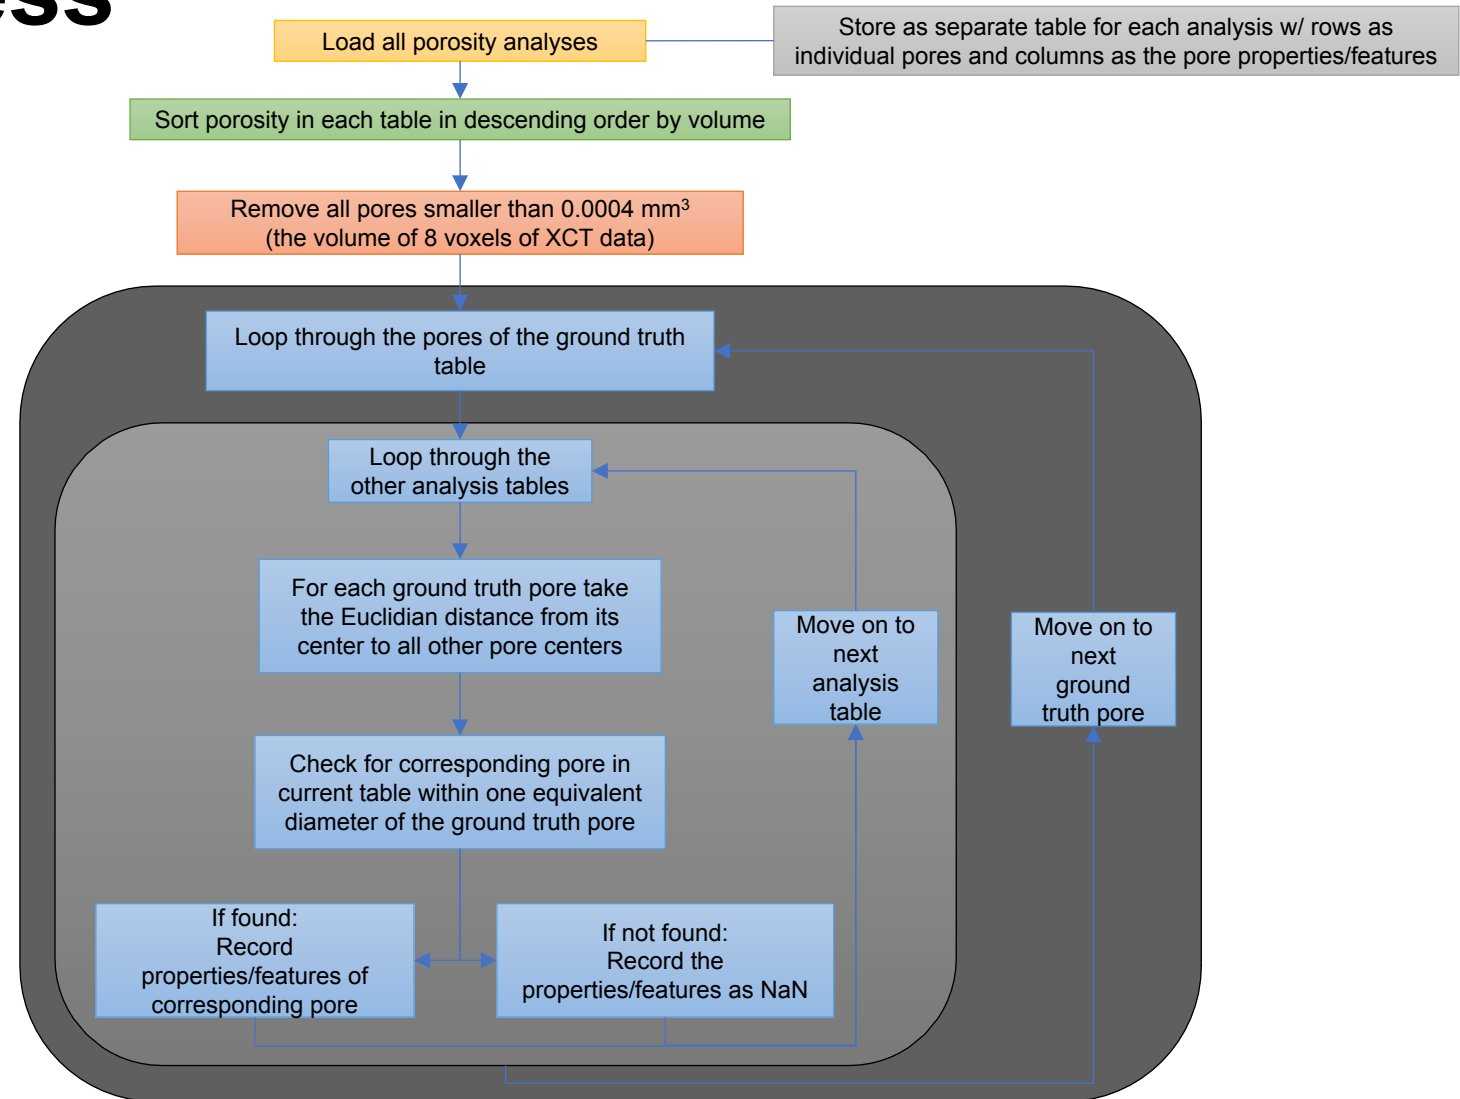 ess
Load all porosity analyses
Store as separate table for each analysis w/ rows as
individual pores and columns as the pore properties/features
Sort porosity in each table in descending order by volume
Remove all pores smaller than 0.0004 mm³
(the volume of 8 voxels of XCT data)
Loop through the pores of the ground truth
table
Loop through the
other analysis tables
For each ground truth pore take
the Euclidian distance from its
center to all other pore centers
Move on to
next
analysis
table
Move on to
next
ground
truth pore
Check for corresponding pore in
current table within one equivalent
diameter of the ground truth pore
If found:
Record
properties/features of
corresponding pore
If not found:
Record the
properties/features as NaN